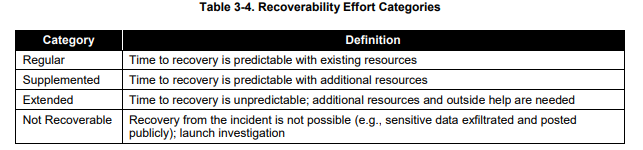 Table 3-4. Recoverability Effort Categories
Category Definition
Regular Time to recovery is predictable with existing resources
Supplemented Time to recovery is predictable with additional resources
Extended Time to recovery is unpredictable; additional resources and outside help are needed
Not Recoverable Recovery from the incident is not possible (e.g., sensitive data exfiltrated and posted
publicly); launch investigation